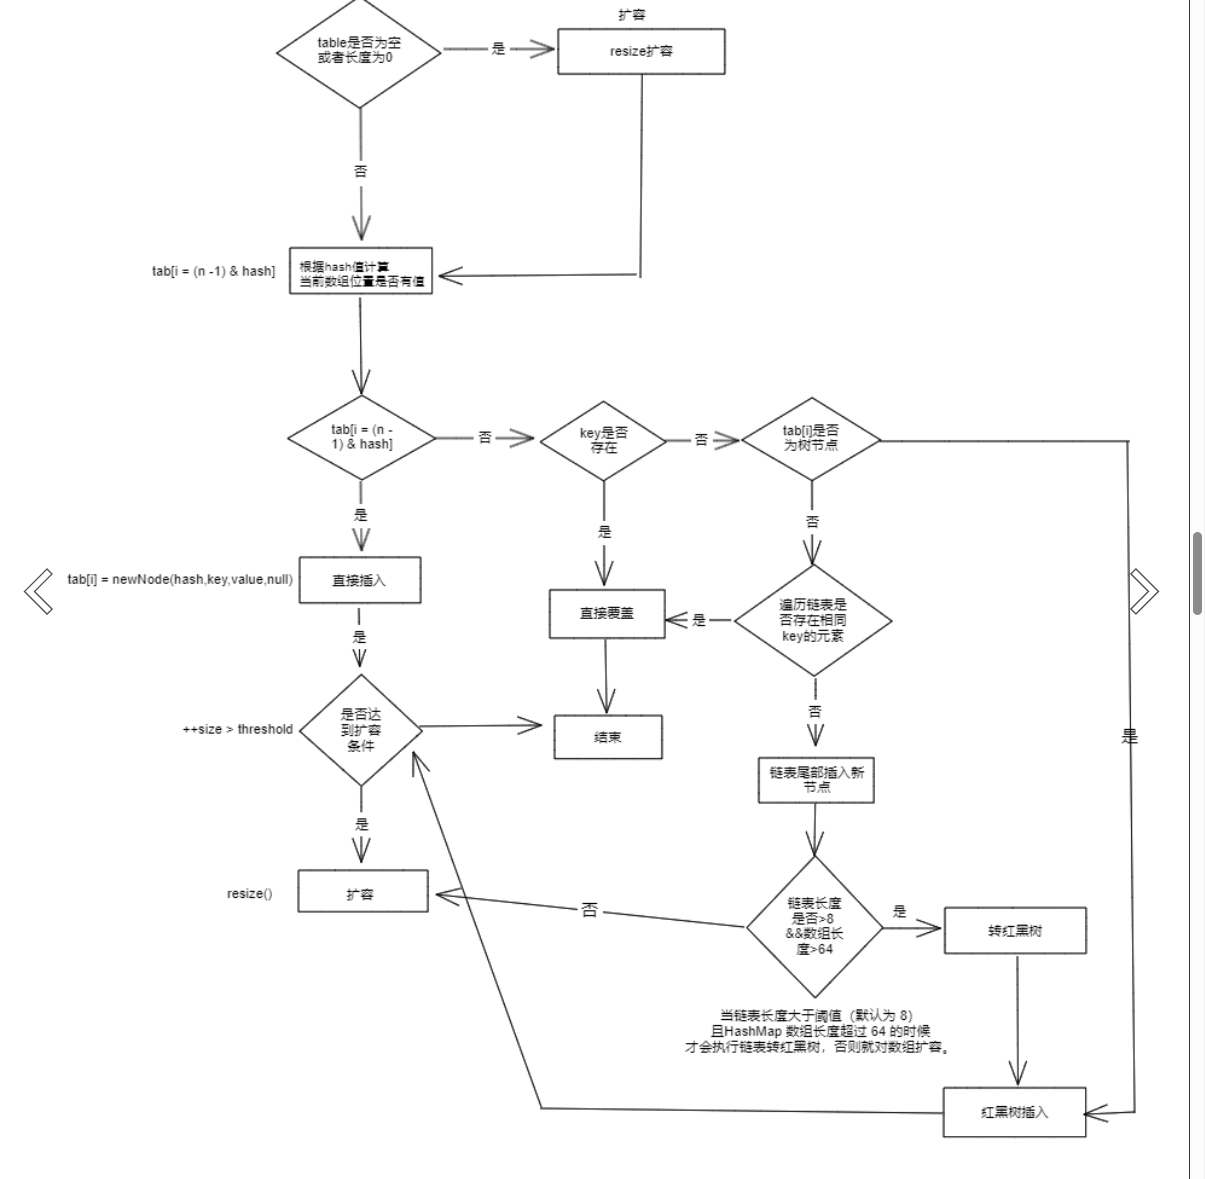 扩容
table是否为空
或者长度为0
是
resize扩容
否
tab[i = (n -1) & hash]
根据hash值计算
当前数组位置是否有值
tab[i = (n -
1) & hash]
否
key是否
存在
否
tab[i]是否
为树节点
是
是
否
tab[i] = newNode(hash,key,value,null)
直接插入
直接覆盖
是
遍历链表是
否存在相同
key的元素
是
否
++size > threshold
是否达
到扩容
条件
结束
是
链表尾部插入新
节点
是
resize()
扩容
否
链表长度
是否>8
&&数组长
度>64
是
转红黑树
当链表长度大于阈值（默认为 8）
且HashMap 数组长度超过 64 的时候
才会执行链表转红黑树，否则就对数组扩容。
红黑树插入